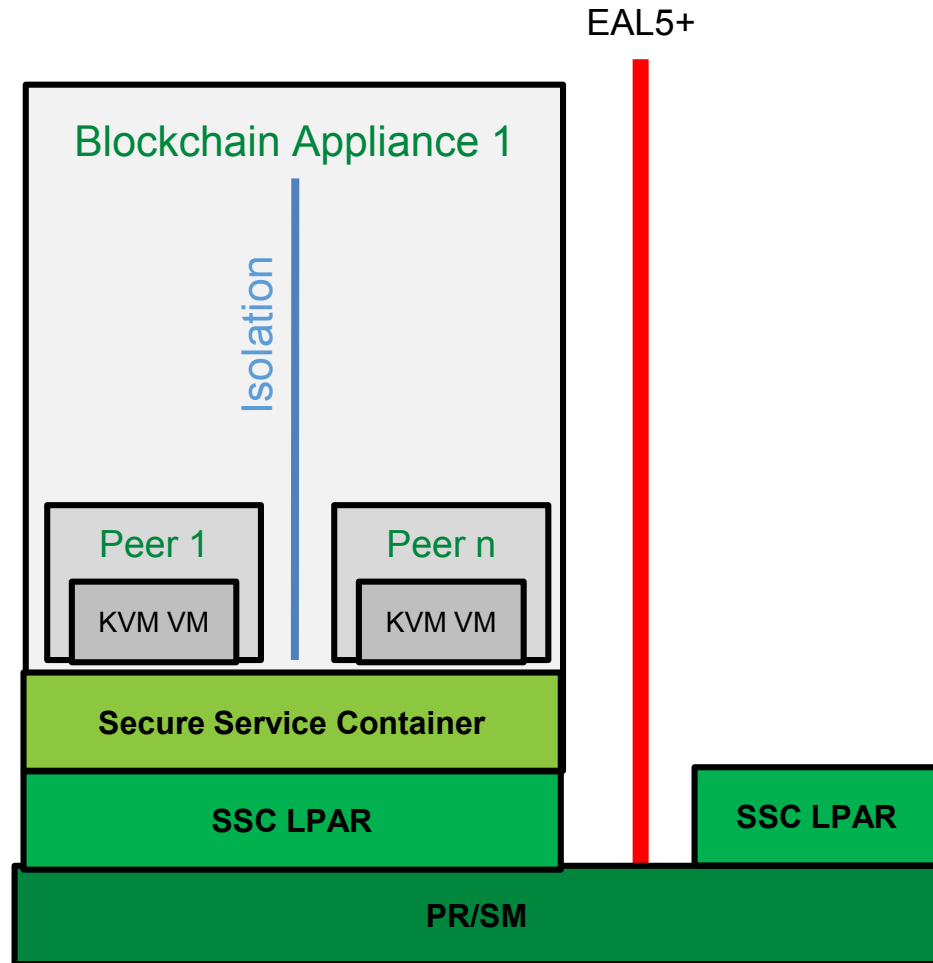 EAL5+
Blockchain Appliance 1
Isolation
Peer 1
Peer n
KVM VM
KVM VM
Secure Service Container
SSC LPAR
SSC LPAR
PR/SM